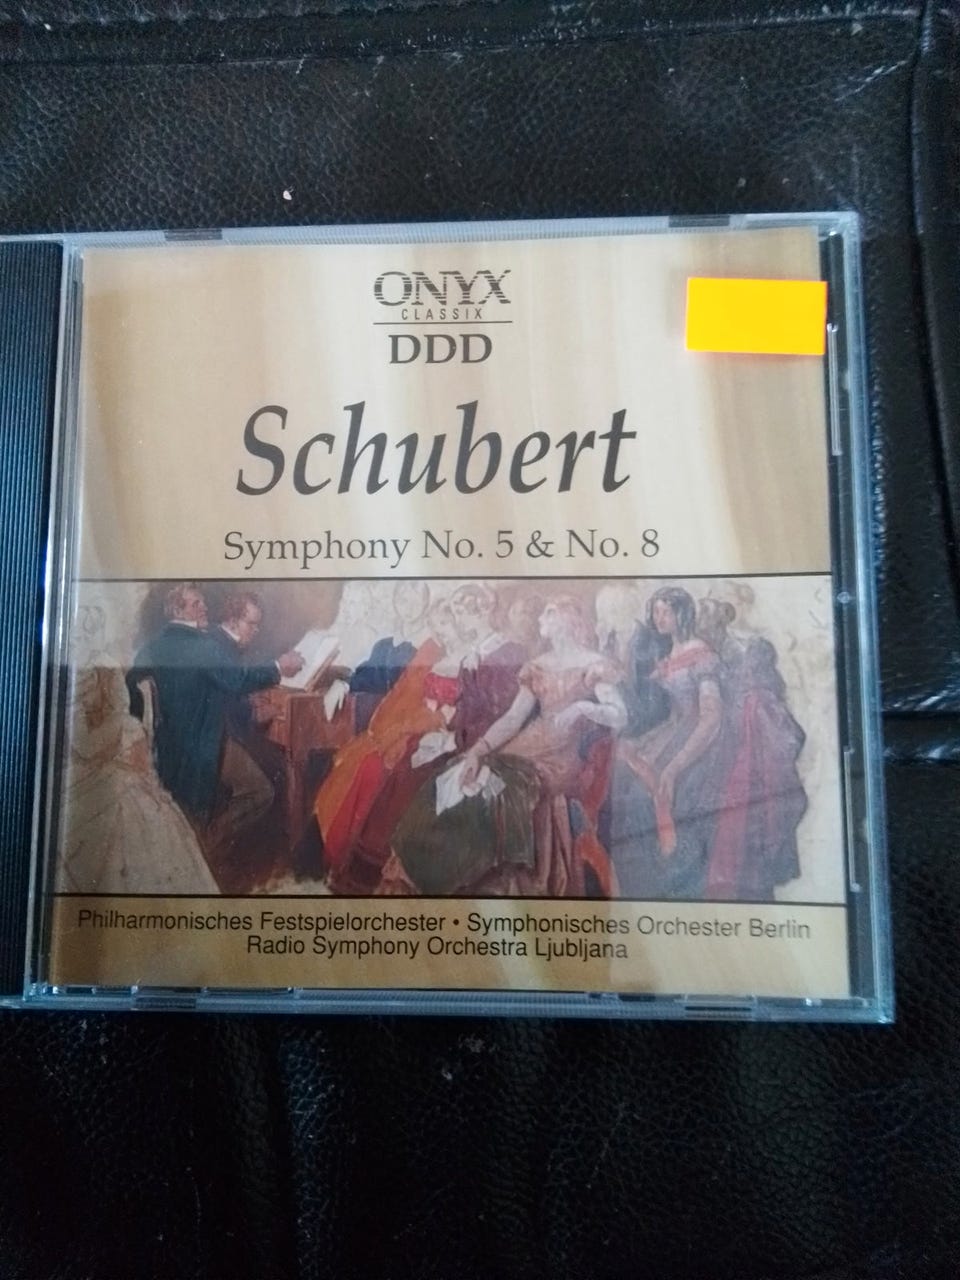 ONYX
CLASSIX
DDD
Schubert
Symphony No. 5 & No. 8
Philharmonisches Festspielorchester • Symphonisches Orchester Berlin
Radio Symphony Orchestra Ljubljana